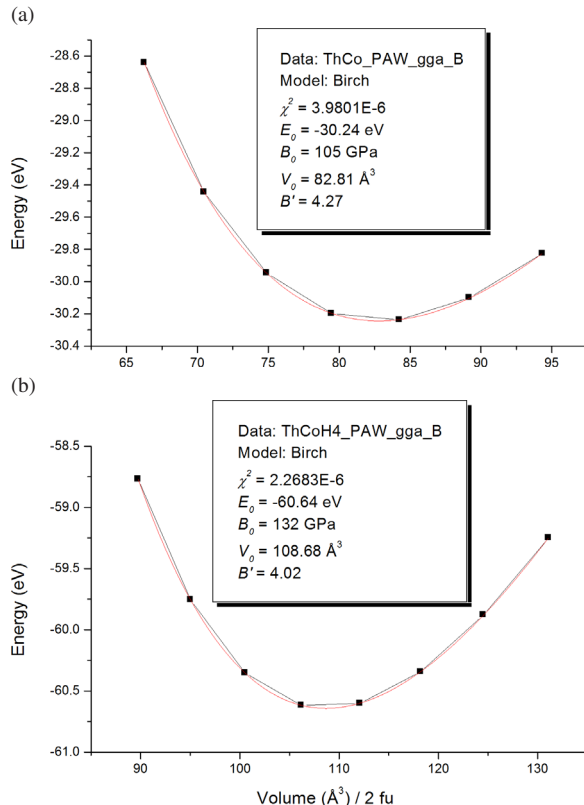 (a)
-28.6
-28.8
-29.0
-29.2
-29.4
-29.6
-29.8
-30.0
-30.2
-30.4
Energy (eV)
Data: ThCo_PAW_gga_B
Model: Birch
χ² = 3.9801E-6
E₀ = -30.24 eV
B₀ = 105 GPa
V₀ = 82.81 Å³
B' = 4.27
65 70 75 80 85 90 95
(b)
-58.5
-59.0
-59.5
-60.0
-60.5
-61.0
Energy (eV)
Data: ThCoH4_PAW_gga_B
Model: Birch
χ² = 2.2683E-6
E₀ = -60.64 eV
B₀ = 132 GPa
V₀ = 108.68 Å³
B' = 4.02
90 100 110 120 130
Volume (Å³) / 2 fu